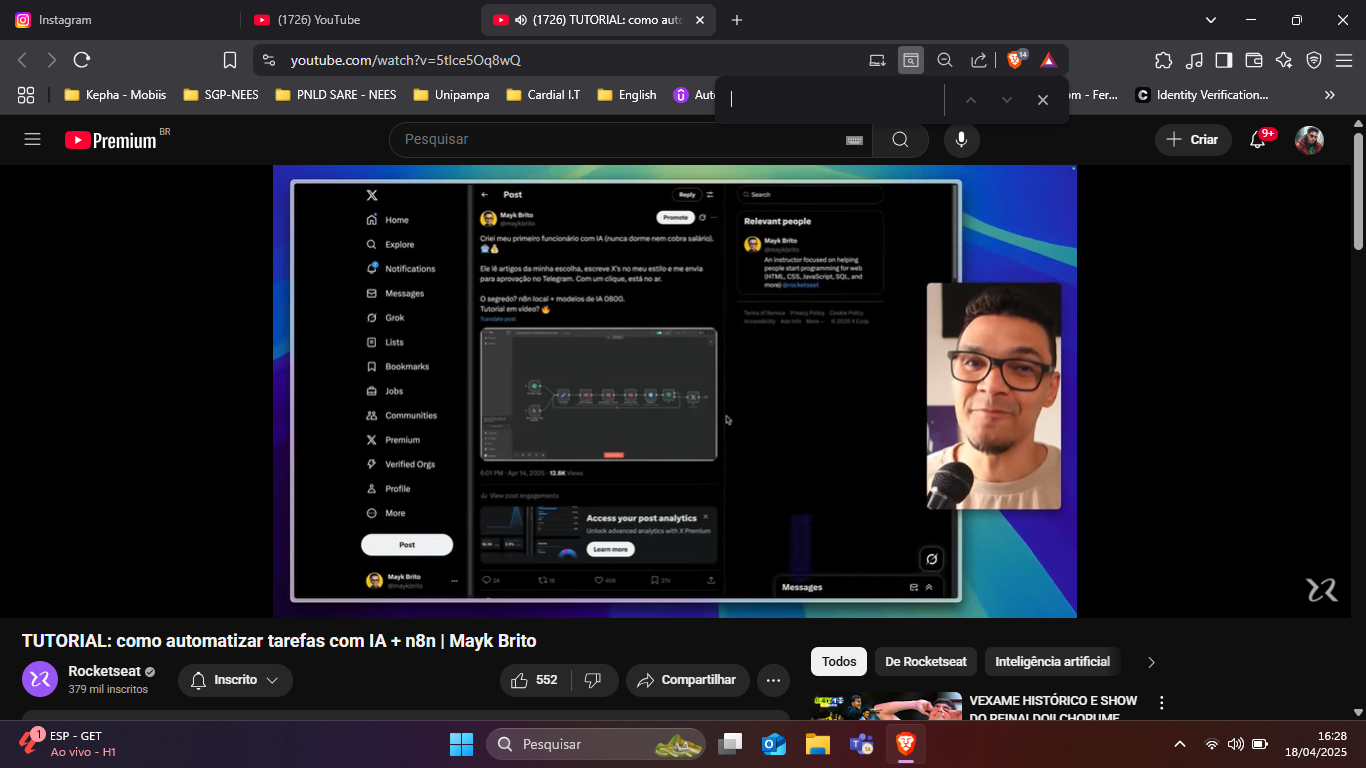 Instagram
(1726) YouTube
(1726) TUTORIAL: como auto
youtube.com/watch?v=5tIce5Oq8wQ
14
Kepha - Mobiis
SGP-NEES
PNLD SARE - NEES
Unipampa
Cardial I.T
English
Aut
om - Fer...
Identity Verification...
Premium
BR
Pesquisar
Criar
9+
Home
Explore
Notifications
Messages
Grok
Lists
Bookmarks
Jobs
Communities
Premium
Verified Orgs
Profile
More
Post
Mayk Brito
@maykbrito
Post
Reply
Mayk Brito
@maykbrito
Promote
Criei meu primeiro funcionário com IA (nunca dorme nem cobra salário).
Ele lê artigos da minha escolha, escreve X's no meu estilo e me envia
para aprovação no Telegram. Com um clique, está no ar.
O segredo? n8n local + modelos de IA 0800.
Tutorial em vídeo? 🔥
Translate post
6:01 PM · Apr 14, 2025 · 12.8K Views
View post engagements
Access your post analytics
Unlock advanced analytics with X Premium
Learn more
24
16
409
274
Search
Relevant people
Mayk Brito
@maykbrito
An instructor focused on helping
people start programming for web
(HTML, CSS, JavaScript, SQL, and
more) @rocketseat
Terms of Service Privacy Policy Cookie Policy
Accessibility Ads info More ··· © 2025 X Corp.
Messages
TUTORIAL: como automatizar tarefas com IA + n8n | Mayk Brito
Rocketseat
379 mil inscritos
Inscrito
552
Compartilhar
Todos
De Rocketseat
Inteligência artificial
VEXAME HISTÓRICO E SHOW
DO REINALDO!! CHORUME
1
ESP - GET
Ao vivo - H1
Pesquisar
16:28
18/04/2025